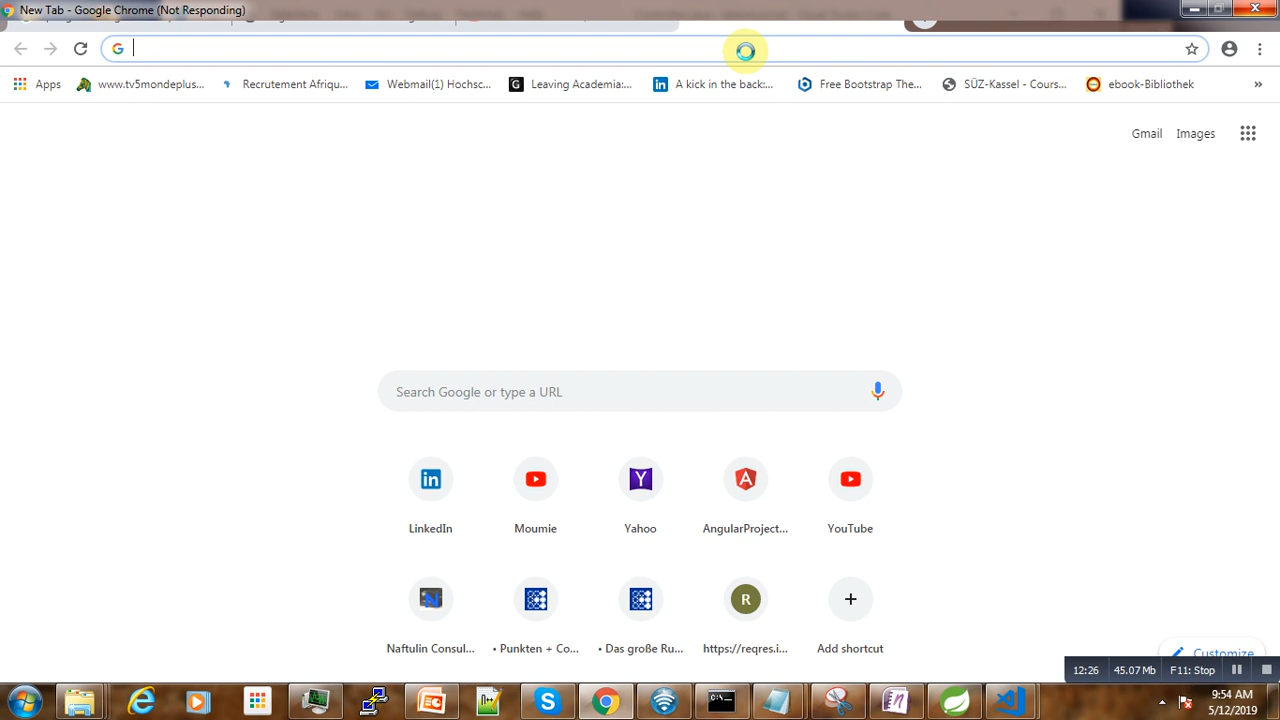 New Tab - Google Chrome (Not Responding)
Apps www.tv5mondeplus... Recrutement Afriqu... Webmail(1) Hochsc... Leaving Academia:... A kick in the back:... Free Bootstrap The... SÜZ-Kassel - Cours... ebook-Bibliothek »
Gmail Images
Search Google or type a URL
LinkedIn Moumie Yahoo AngularProject... YouTube
R
Naftulin Consul... • Punkten + Co... • Das große Ru... https://reqres.i... Add shortcut
Customize
12:26 45.07 Mb F11: Stop
9:54 AM
5/12/2019